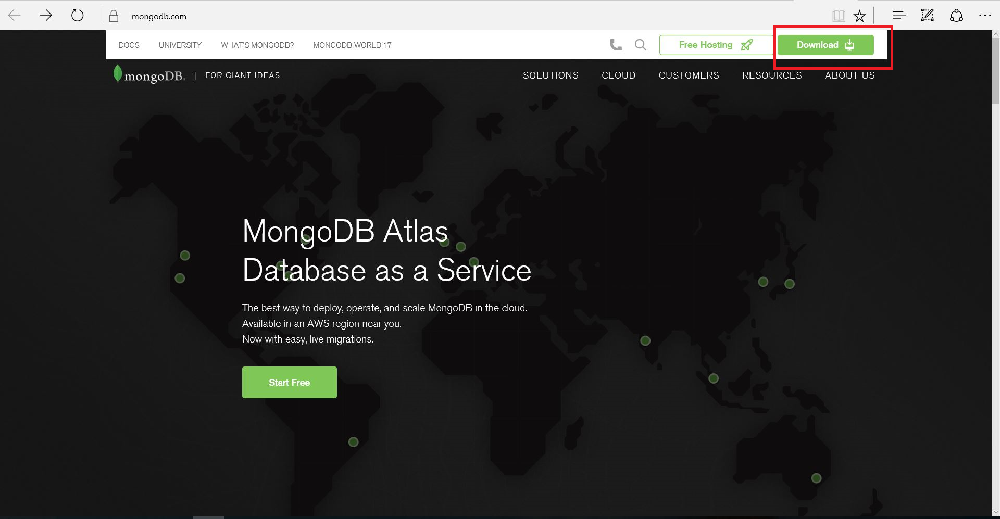 mongodb.com
DOCS UNIVERSITY WHAT'S MONGODB? MONGODB WORLD'17 Free Hosting Download
mongoDB. | FOR GIANT IDEAS SOLUTIONS CLOUD CUSTOMERS RESOURCES ABOUT US
MongoDB Atlas
Database as a Service
The best way to deploy, operate, and scale MongoDB in the cloud.
Available in an AWS region near you.
Now with easy, live migrations.
Start Free